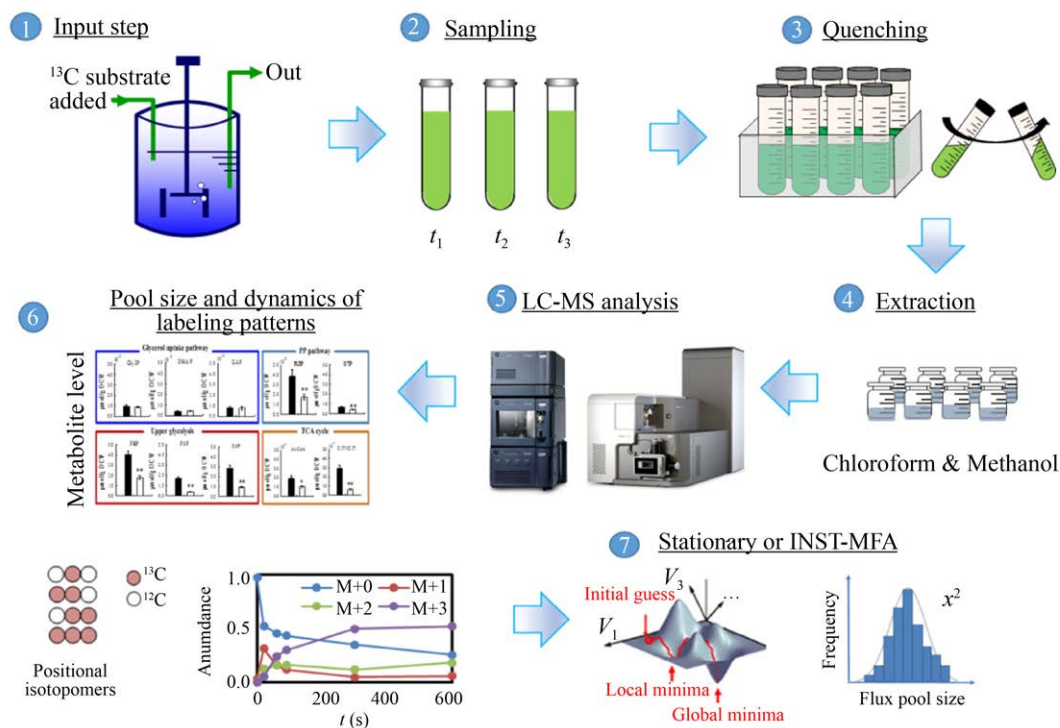 1 Input step
¹³C substrate
added
Out
2 Sampling
t₁ t₂ t₃
3 Quenching
4 Extraction
Chloroform & Methanol
5 LC-MS analysis
6 Pool size and dynamics of
labeling patterns
Metabolite level
Glycerol uptake pathway
PP pathway
Upper glycolysis
TCA cycle
Positional
isotopomers
¹³C
¹²C
Anumdance
1.0
0.5
0.0
M+0 M+1
M+2 M+3
0 200 400 600
t (s)
7 Stationary or INST-MFA
Initial guess
V₃
...
V₁
Local minima
Global minima
Frequency
x²
Flux pool size